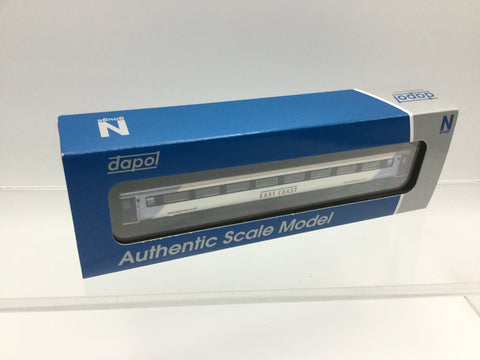 N gauge
dapol
N
dapol
EAST COAST
Authentic Scale Model